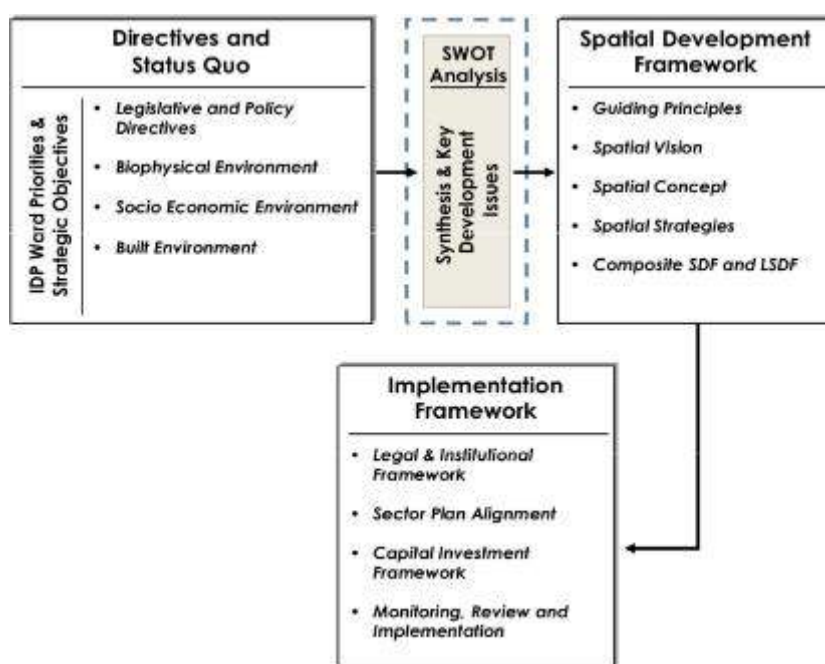 Directives and
Status Quo
IDP Ward Priorities &
Strategic Objectives
• Legislative and Policy
Directives
• Biophysical Environment
• Socio Economic Environment
• Built Environment
SWOT
Analysis
Synthesis & Key
Development
Issues
Spatial Development
Framework
• Guiding Principles
• Spatial Vision
• Spatial Concept
• Spatial Strategies
• Composite SDF and LSDF
Implementation
Framework
• Legal & Institutional
Framework
• Sector Plan Alignment
• Capital Investment
Framework
• Monitoring, Review and
Implementation